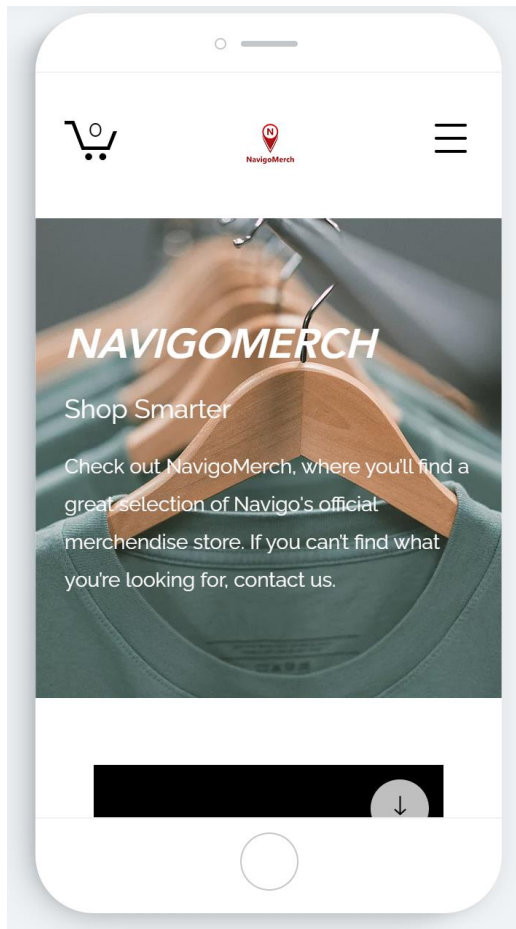 0
N
NavigoMerch
NAVIGOMERCH
Shop Smarter
Check out NavigoMerch, where you'll find a
great selection of Navigo's official
merchendise store. If you can't find what
you're looking for, contact us.